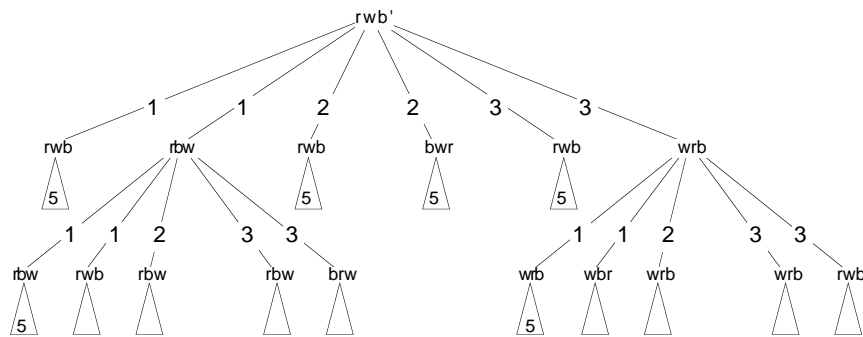 rwb'
1 1 2 2 3 3
rwb rbw rwb bwr rwb wrb
5 5 5 5
1 1 2 3 3 1 1 2 3 3
rbw rwb rbw rbw brw wrb wbr wrb wrb rwb
5 5